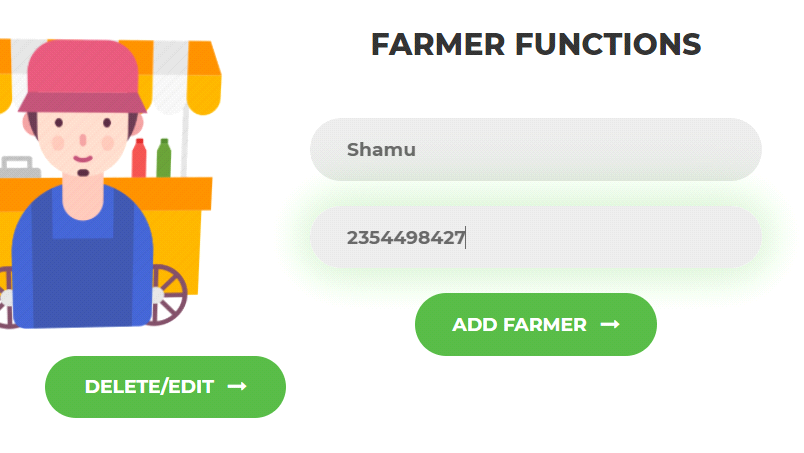 FARMER FUNCTIONS
Shamu
2354498427
ADD FARMER
DELETE/EDIT